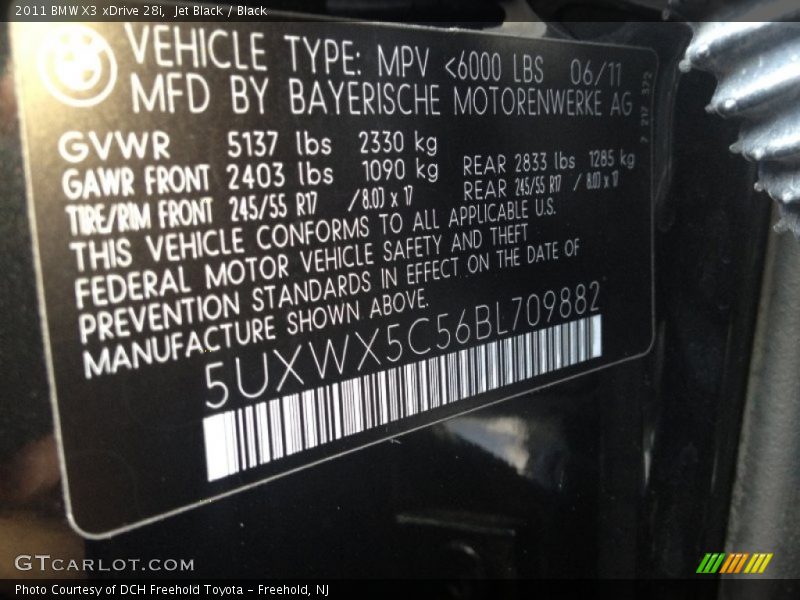 2011 BMW X3 xDrive 28i, Jet Black / Black
VEHICLE TYPE: MPV <6000 LBS 06/11
MFD BY BAYERISCHE MOTORENWERKE AG
GVWR 5137 lbs 2330 kg
GAWR FRONT 2403 lbs 1090 kg REAR 2833 lbs 1285 kg
TIRE/RIM FRONT 245/55 R17 /8.0J x 17 REAR 245/55 R17 / 8.0J x 17
THIS VEHICLE CONFORMS TO ALL APPLICABLE U.S.
FEDERAL MOTOR VEHICLE SAFETY AND THEFT
PREVENTION STANDARDS IN EFFECT ON THE DATE OF
MANUFACTURE SHOWN ABOVE.
5UXWX5C56BL709882
GTCARLOT.COM
Photo Courtesy of DCH Freehold Toyota - Freehold, NJ